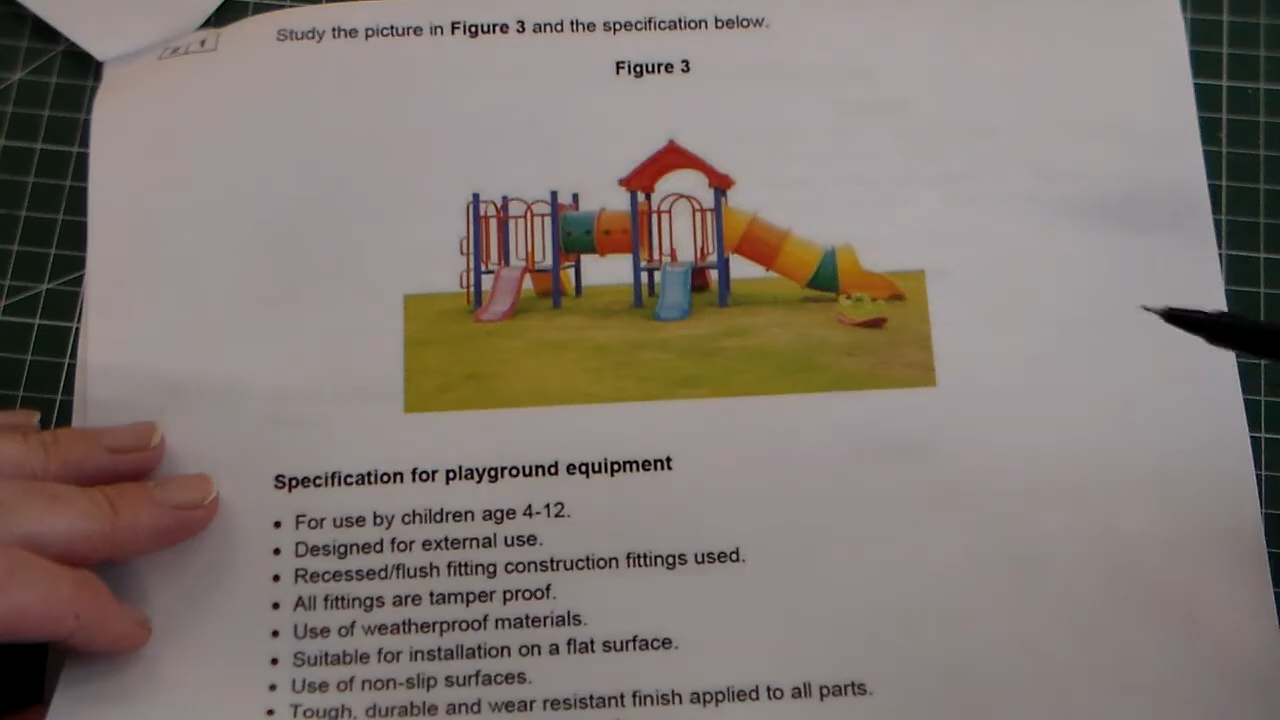 Study the picture in Figure 3 and the specification below.
Figure 3
Specification for playground equipment
• For use by children age 4-12.
• Designed for external use.
• Recessed/flush fitting construction fittings used.
• All fittings are tamper proof.
• Use of weatherproof materials.
• Suitable for installation on a flat surface.
• Use of non-slip surfaces.
• Tough, durable and wear resistant finish applied to all parts.